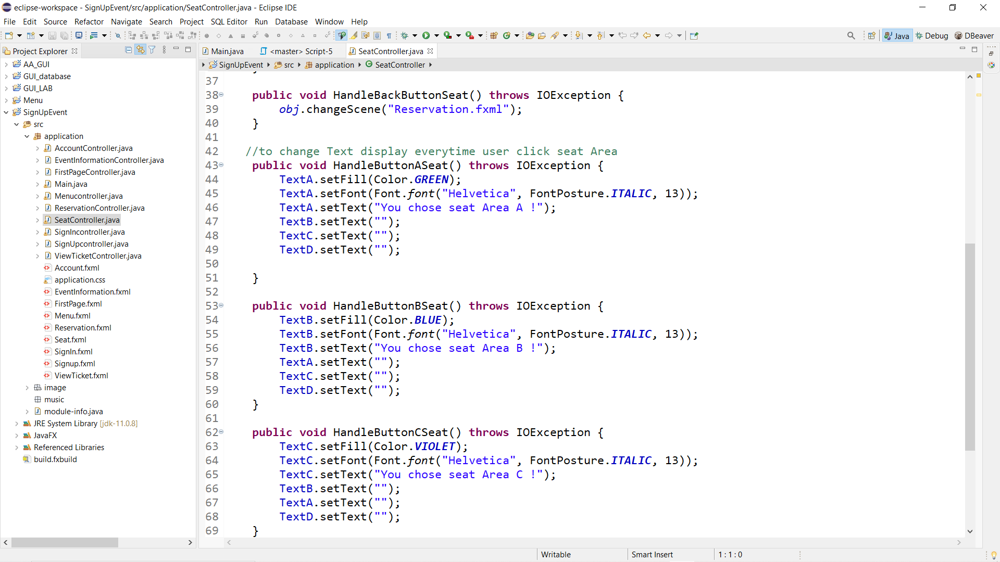 eclipse-workspace - SignUpEvent/src/application/SeatController.java - Eclipse IDE
File Edit Source Refactor Navigate Search Project SQL Editor Run Database Window Help
Java Debug DBeaver
Project Explorer
Main.java <master> Script-5 SeatController.java
SignUpEvent src application SeatController
AA_GUI
GUI_database
GUI_LAB
Menu
SignUpEvent
src
application
AccountController.java
EventInformationController.java
FirstPageController.java
Main.java
Menucontroller.java
ReservationController.java
SeatController.java
SignIncontroller.java
SignUpcontroller.java
ViewTicketController.java
Account.fxml
application.css
EventInformation.fxml
FirstPage.fxml
Menu.fxml
Reservation.fxml
Seat.fxml
SignIn.fxml
Signup.fxml
ViewTicket.fxml
image
music
module-info.java
JRE System Library [jdk-11.0.8]
JavaFX
Referenced Libraries
build.fxbuild
37
38 public void HandleBackButtonSeat() throws IOException {
39 obj.changeScene("Reservation.fxml");
40 }
41
42 //to change Text display everytime user click seat Area
43 public void HandleButtonASeat() throws IOException {
44 TextA.setFill(Color.GREEN);
45 TextA.setFont(Font.font("Helvetica", FontPosture.ITALIC, 13));
46 TextA.setText("You chose seat Area A !");
47 TextB.setText("");
48 TextC.setText("");
49 TextD.setText("");
50
51 }
52
53 public void HandleButtonBSeat() throws IOException {
54 TextB.setFill(Color.BLUE);
55 TextB.setFont(Font.font("Helvetica", FontPosture.ITALIC, 13));
56 TextB.setText("You chose seat Area B !");
57 TextA.setText("");
58 TextC.setText("");
59 TextD.setText("");
60 }
61
62 public void HandleButtonCSeat() throws IOException {
63 TextC.setFill(Color.VIOLET);
64 TextC.setFont(Font.font("Helvetica", FontPosture.ITALIC, 13));
65 TextC.setText("You chose seat Area C !");
66 TextB.setText("");
67 TextA.setText("");
68 TextD.setText("");
69 }
Writable Smart Insert 1 : 1 : 0